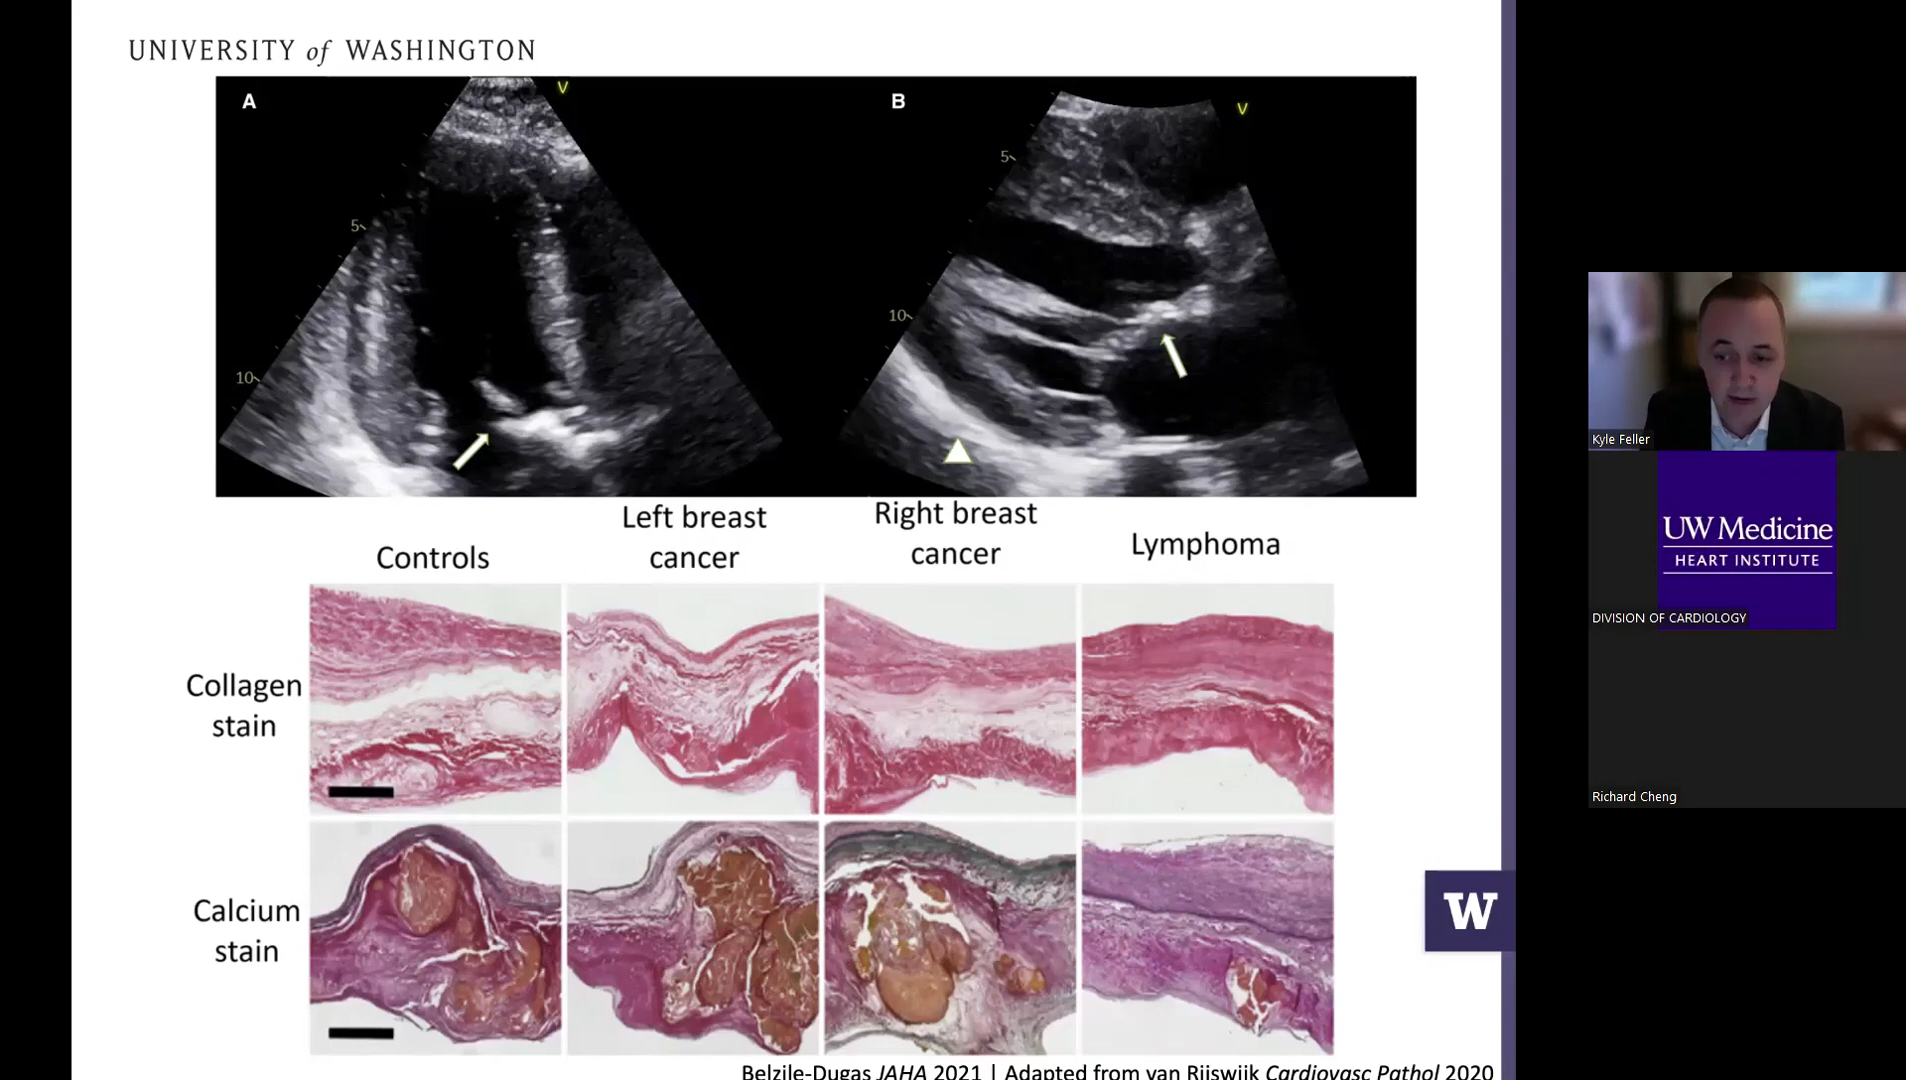 UNIVERSITY of WASHINGTON
A
V
B
V
5
5
10
10
Left breast
cancer
Right breast
cancer
Controls
Lymphoma
Collagen
stain
Calcium
stain
W
Belzile-Dugas JAHA 2021 | Adapted from van Rijswijk Cardiovasc Pathol 2020
Kyle Feller
UW Medicine
HEART INSTITUTE
DIVISION OF CARDIOLOGY
Richard Cheng